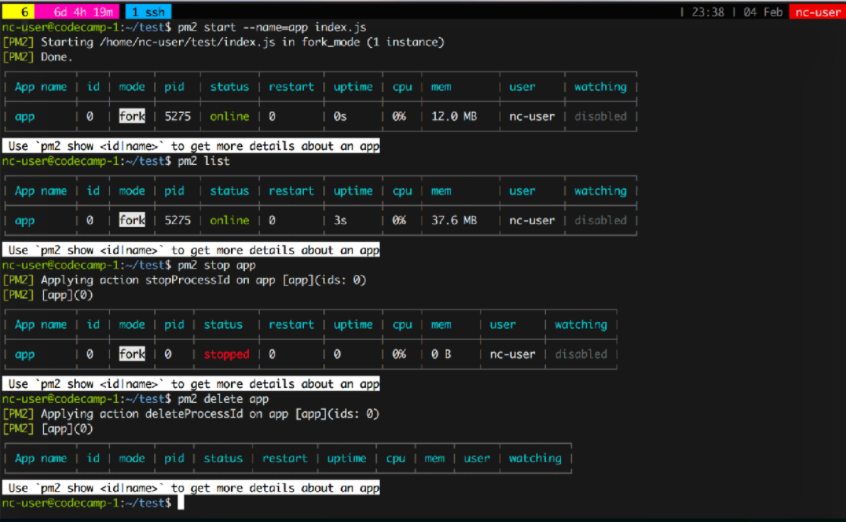 6 6d 4h 19m 1 ssh | 23:38 | 04 Feb nc-user
nc-user@codecamp-1:~/test$ pm2 start --name=app index.js
[PM2] Starting /home/nc-user/test/index.js in fork_mode (1 instance)
[PM2] Done.
App name | id | mode | pid | status | restart | uptime | cpu | mem | user | watching
app | 0 | fork | 5275 | online | 0 | 0s | 0% | 12.0 MB | nc-user | disabled
Use `pm2 show <id|name>` to get more details about an app
nc-user@codecamp-1:~/test$ pm2 list
App name | id | mode | pid | status | restart | uptime | cpu | mem | user | watching
app | 0 | fork | 5275 | online | 0 | 3s | 0% | 37.6 MB | nc-user | disabled
Use `pm2 show <id|name>` to get more details about an app
nc-user@codecamp-1:~/test$ pm2 stop app
[PM2] Applying action stopProcessId on app [app](ids: 0)
[PM2] [app](0)
App name | id | mode | pid | status | restart | uptime | cpu | mem | user | watching
app | 0 | fork | 0 | stopped | 0 | 0 | 0% | 0 B | nc-user | disabled
Use `pm2 show <id|name>` to get more details about an app
nc-user@codecamp-1:~/test$ pm2 delete app
[PM2] Applying action deleteProcessId on app [app](ids: 0)
[PM2] [app](0)
App name | id | mode | pid | status | restart | uptime | cpu | mem | user | watching
Use `pm2 show <id|name>` to get more details about an app
nc-user@codecamp-1:~/test$